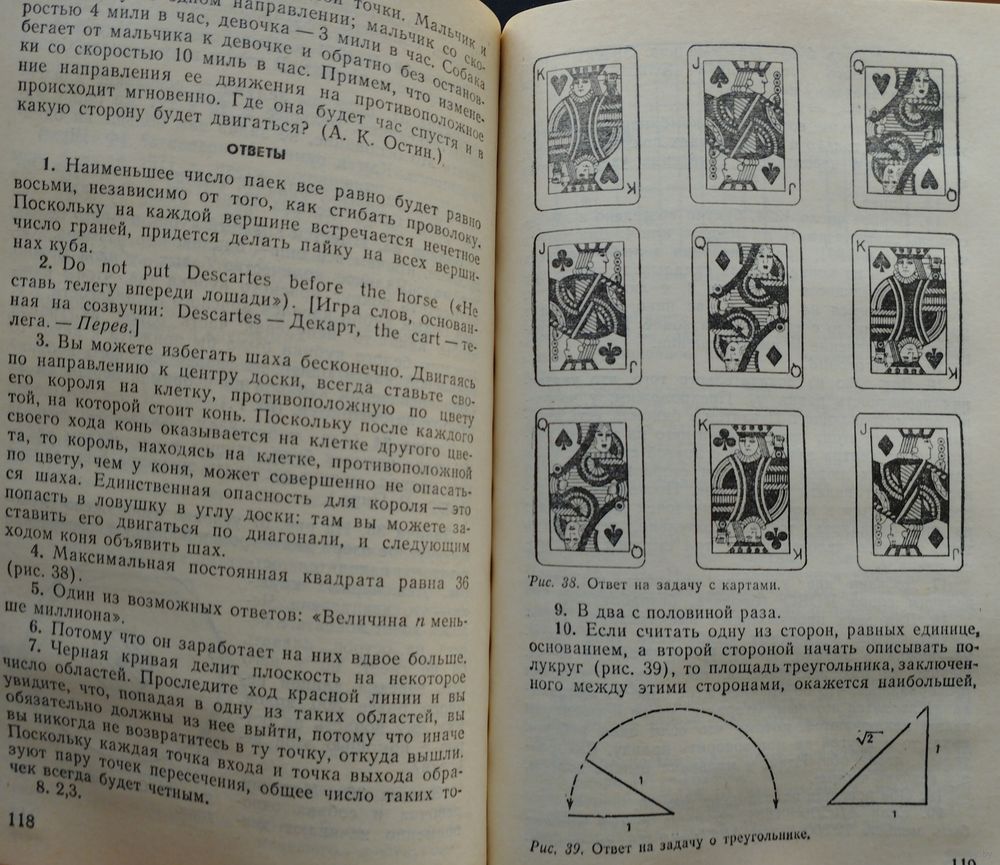 точки. Мальчик и
направлении; мальчик со ско-
ростью 4 мили в час, девочка — 3 мили в час. Собака
бегает от мальчика к девочке и обратно без останов-
ки со скоростью 10 миль в час. Примем, что измене-
ние направления ее движения на противоположное
происходит мгновенно. Где она будет час спустя и в
какую сторону будет двигаться? (А. К. Остин.)
ОТВЕТЫ
1. Наименьшее число паек все равно будет равно
восьми, независимо от того, как сгибать проволоку.
Поскольку на каждой вершине встречается нечетное
число граней, придется делать пайку на всех верши-
нах куба.
2. Do not put Descartes before the horse («Не
ставь телегу впереди лошади»). [Игра слов, основан-
ная на созвучии: Descartes — Декарт, the cart — те-
лега. — Перев.]
3. Вы можете избегать шаха бесконечно. Двигаясь
по направлению к центру доски, всегда ставьте сво-
его короля на клетку, противоположную по цвету
той, на которой стоит конь. Поскольку после каждого
своего хода конь оказывается на клетке другого цве-
та, то король, находясь на клетке, противоположной
по цвету, чем у коня, может совершенно не опасать-
ся шаха. Единственная опасность для короля — это
попасть в ловушку в углу доски: там вы можете за-
ставить его двигаться по диагонали, и следующим
ходом коня объявить шах.
4. Максимальная постоянная квадрата равна 36
(рис. 38).
5. Один из возможных ответов: «Величина n мень-
ше миллиона».
6. Потому что он заработает на них вдвое больше.
7. Черная кривая делит плоскость на некоторое
число областей. Проследите ход красной линии и вы
увидите, что, попадая в одну из таких областей, вы
обязательно должны из нее выйти, потому что иначе
вы никогда не возвратитесь в ту точку, откуда вышли.
Поскольку каждая точка входа и точка выхода обра-
зуют пару точек пересечения, общее число таких то-
чек всегда будет четным.
8. 2,3.
118
K J Q
K J Q
J Q K
J Q K
Q K J
Q K J
Рис. 38. Ответ на задачу с картами.
9. В два с половиной раза.
10. Если считать одну из сторон, равных единице,
основанием, а второй стороной начать описывать по-
лукруг (рис. 39), то площадь треугольника, заключен-
ного между этими сторонами, окажется наибольшей,
1
1
√2
1
1
Рис. 39. Ответ на задачу о треугольнике.
119